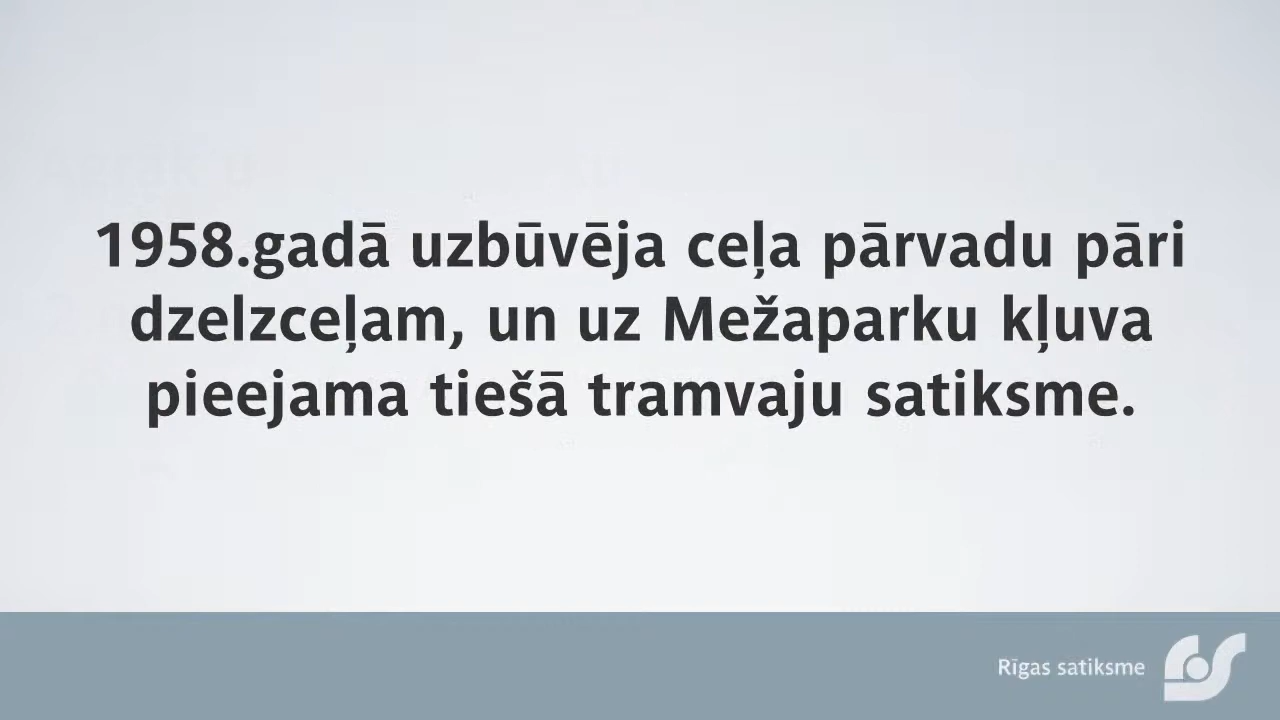 1958.gadā uzbūvēja ceļa pārvadu pāri
dzelzceļam, un uz Mežaparku kļuva
pieejama tiešā tramvaju satiksme.
Rīgas satiksme